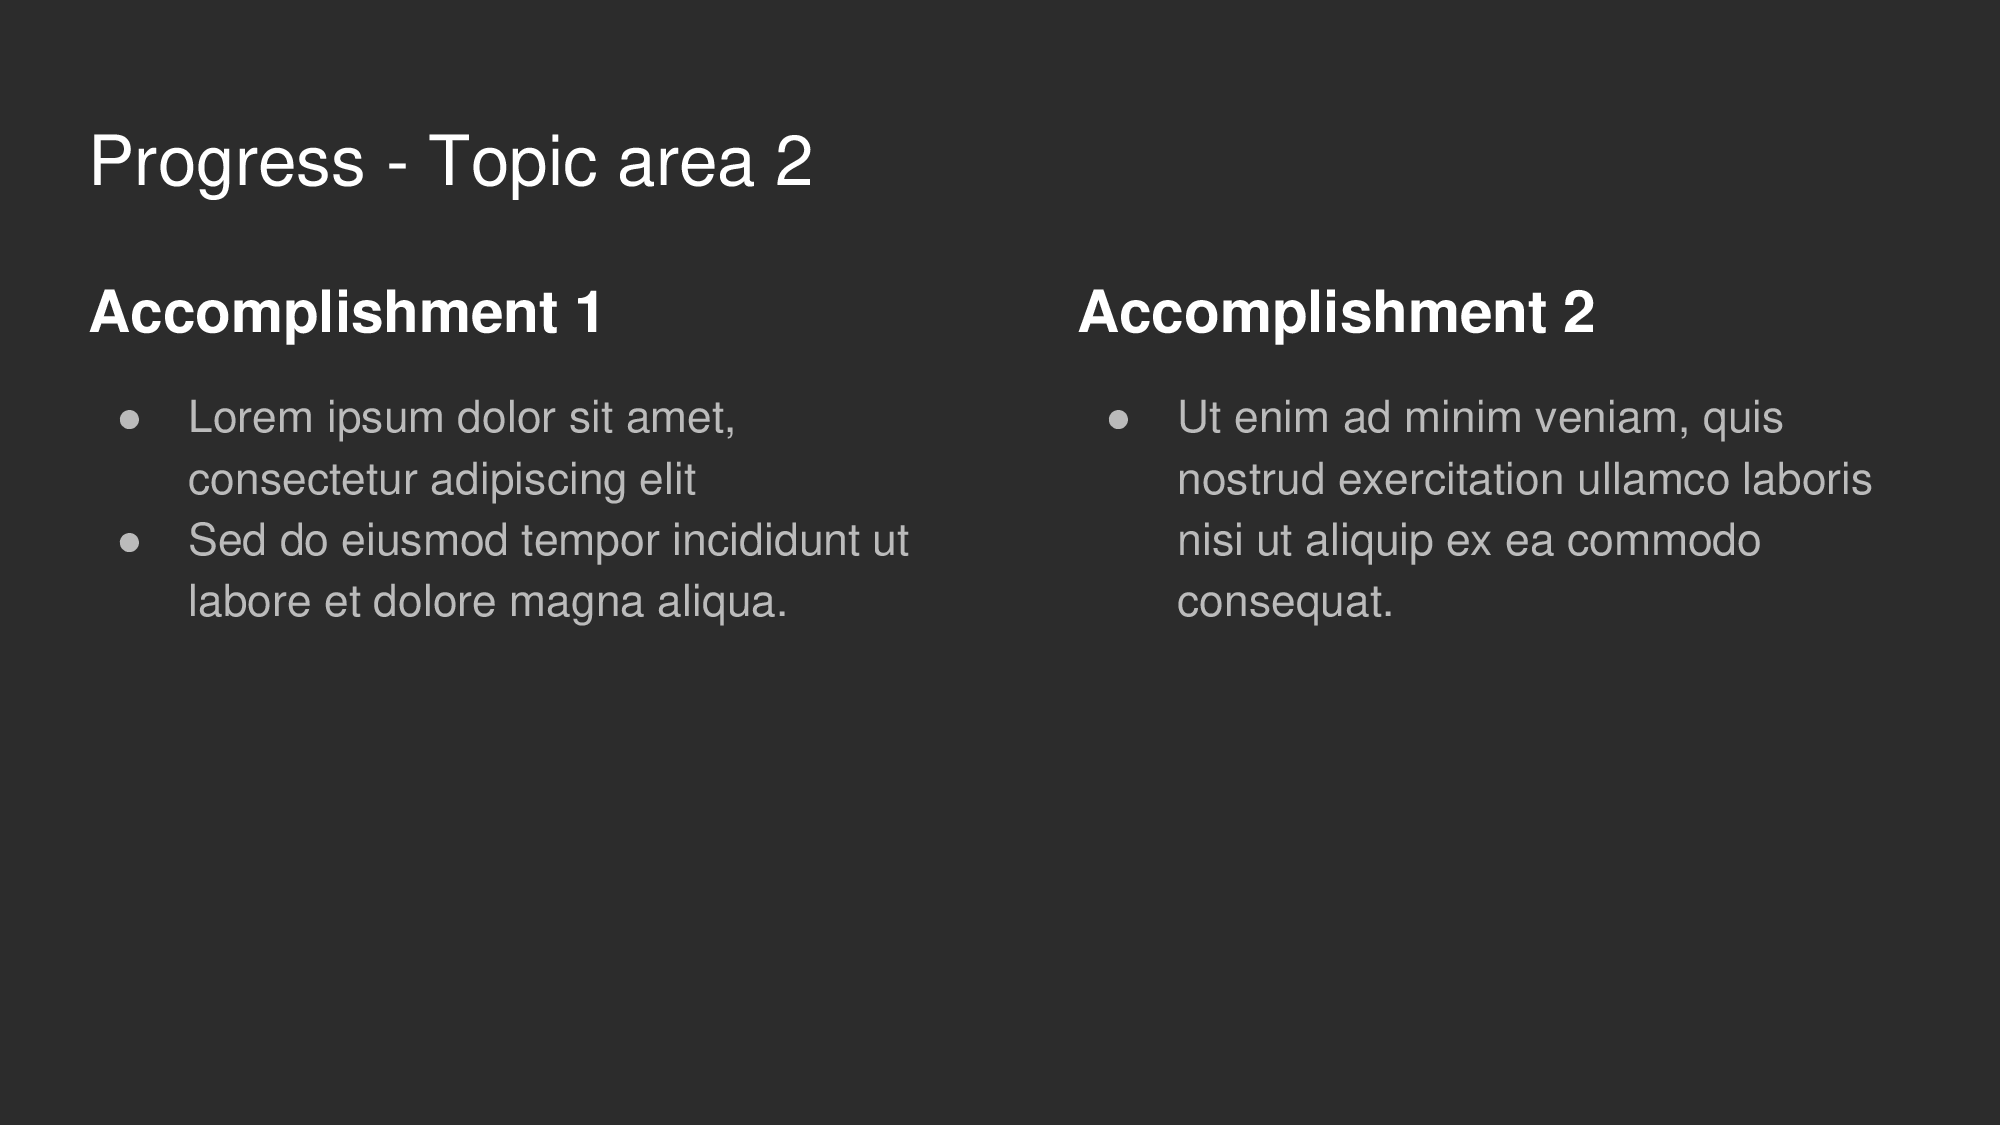 Progress - Topic area 2
Accomplishment 1
● Lorem ipsum dolor sit amet,
consectetur adipiscing elit
● Sed do eiusmod tempor incididunt ut
labore et dolore magna aliqua.
Accomplishment 2
● Ut enim ad minim veniam, quis
nostrud exercitation ullamco laboris
nisi ut aliquip ex ea commodo
consequat.